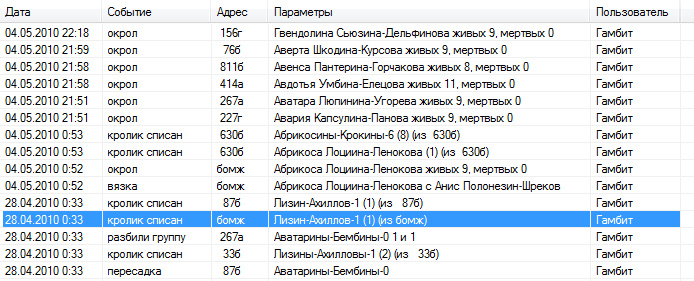 Дата Событие Адрес Параметры Пользователь
04.05.2010 22:18 окрол 156г Гвендолина Сьюзина-Дельфинова живых 9, мертвых 0 Гамбит
04.05.2010 21:59 окрол 76б Аверта Шкодина-Курсова живых 9, мертвых 0 Гамбит
04.05.2010 21:58 окрол 811б Авенса Пантерина-Горчакова живых 8, мертвых 0 Гамбит
04.05.2010 21:58 окрол 414а Авдотья Умбина-Елецова живых 11, мертвых 0 Гамбит
04.05.2010 21:51 окрол 267а Аватара Люпинина-Угорева живых 9, мертвых 0 Гамбит
04.05.2010 21:51 окрол 227г Авария Капсулина-Панова живых 9, мертвых 0 Гамбит
04.05.2010 0:53 кролик списан 630б Абрикосины-Крокины-6 (8) (из 630б) Гамбит
04.05.2010 0:53 кролик списан 630б Абрикоса Лоциина-Ленокова (1) (из 630б) Гамбит
04.05.2010 0:52 окрол бомж Абрикоса Лоциина-Ленокова живых 9, мертвых 0 Гамбит
04.05.2010 0:52 вязка бомж Абрикоса Лоциина-Ленокова с Анис Полонезин-Шреков Гамбит
28.04.2010 0:33 кролик списан 87б Лизин-Ахиллов-1 (1) (из 87б) Гамбит
28.04.2010 0:33 кролик списан бомж Лизин-Ахиллов-1 (1) (из бомж) Гамбит
28.04.2010 0:33 разбили группу 267а Аватарины-Бембины-0 1 и 1 Гамбит
28.04.2010 0:33 кролик списан 33б Лизины-Ахилловы-1 (2) (из 33б) Гамбит
28.04.2010 0:33 пересадка 87б Аватарины-Бембины-0 Гамбит